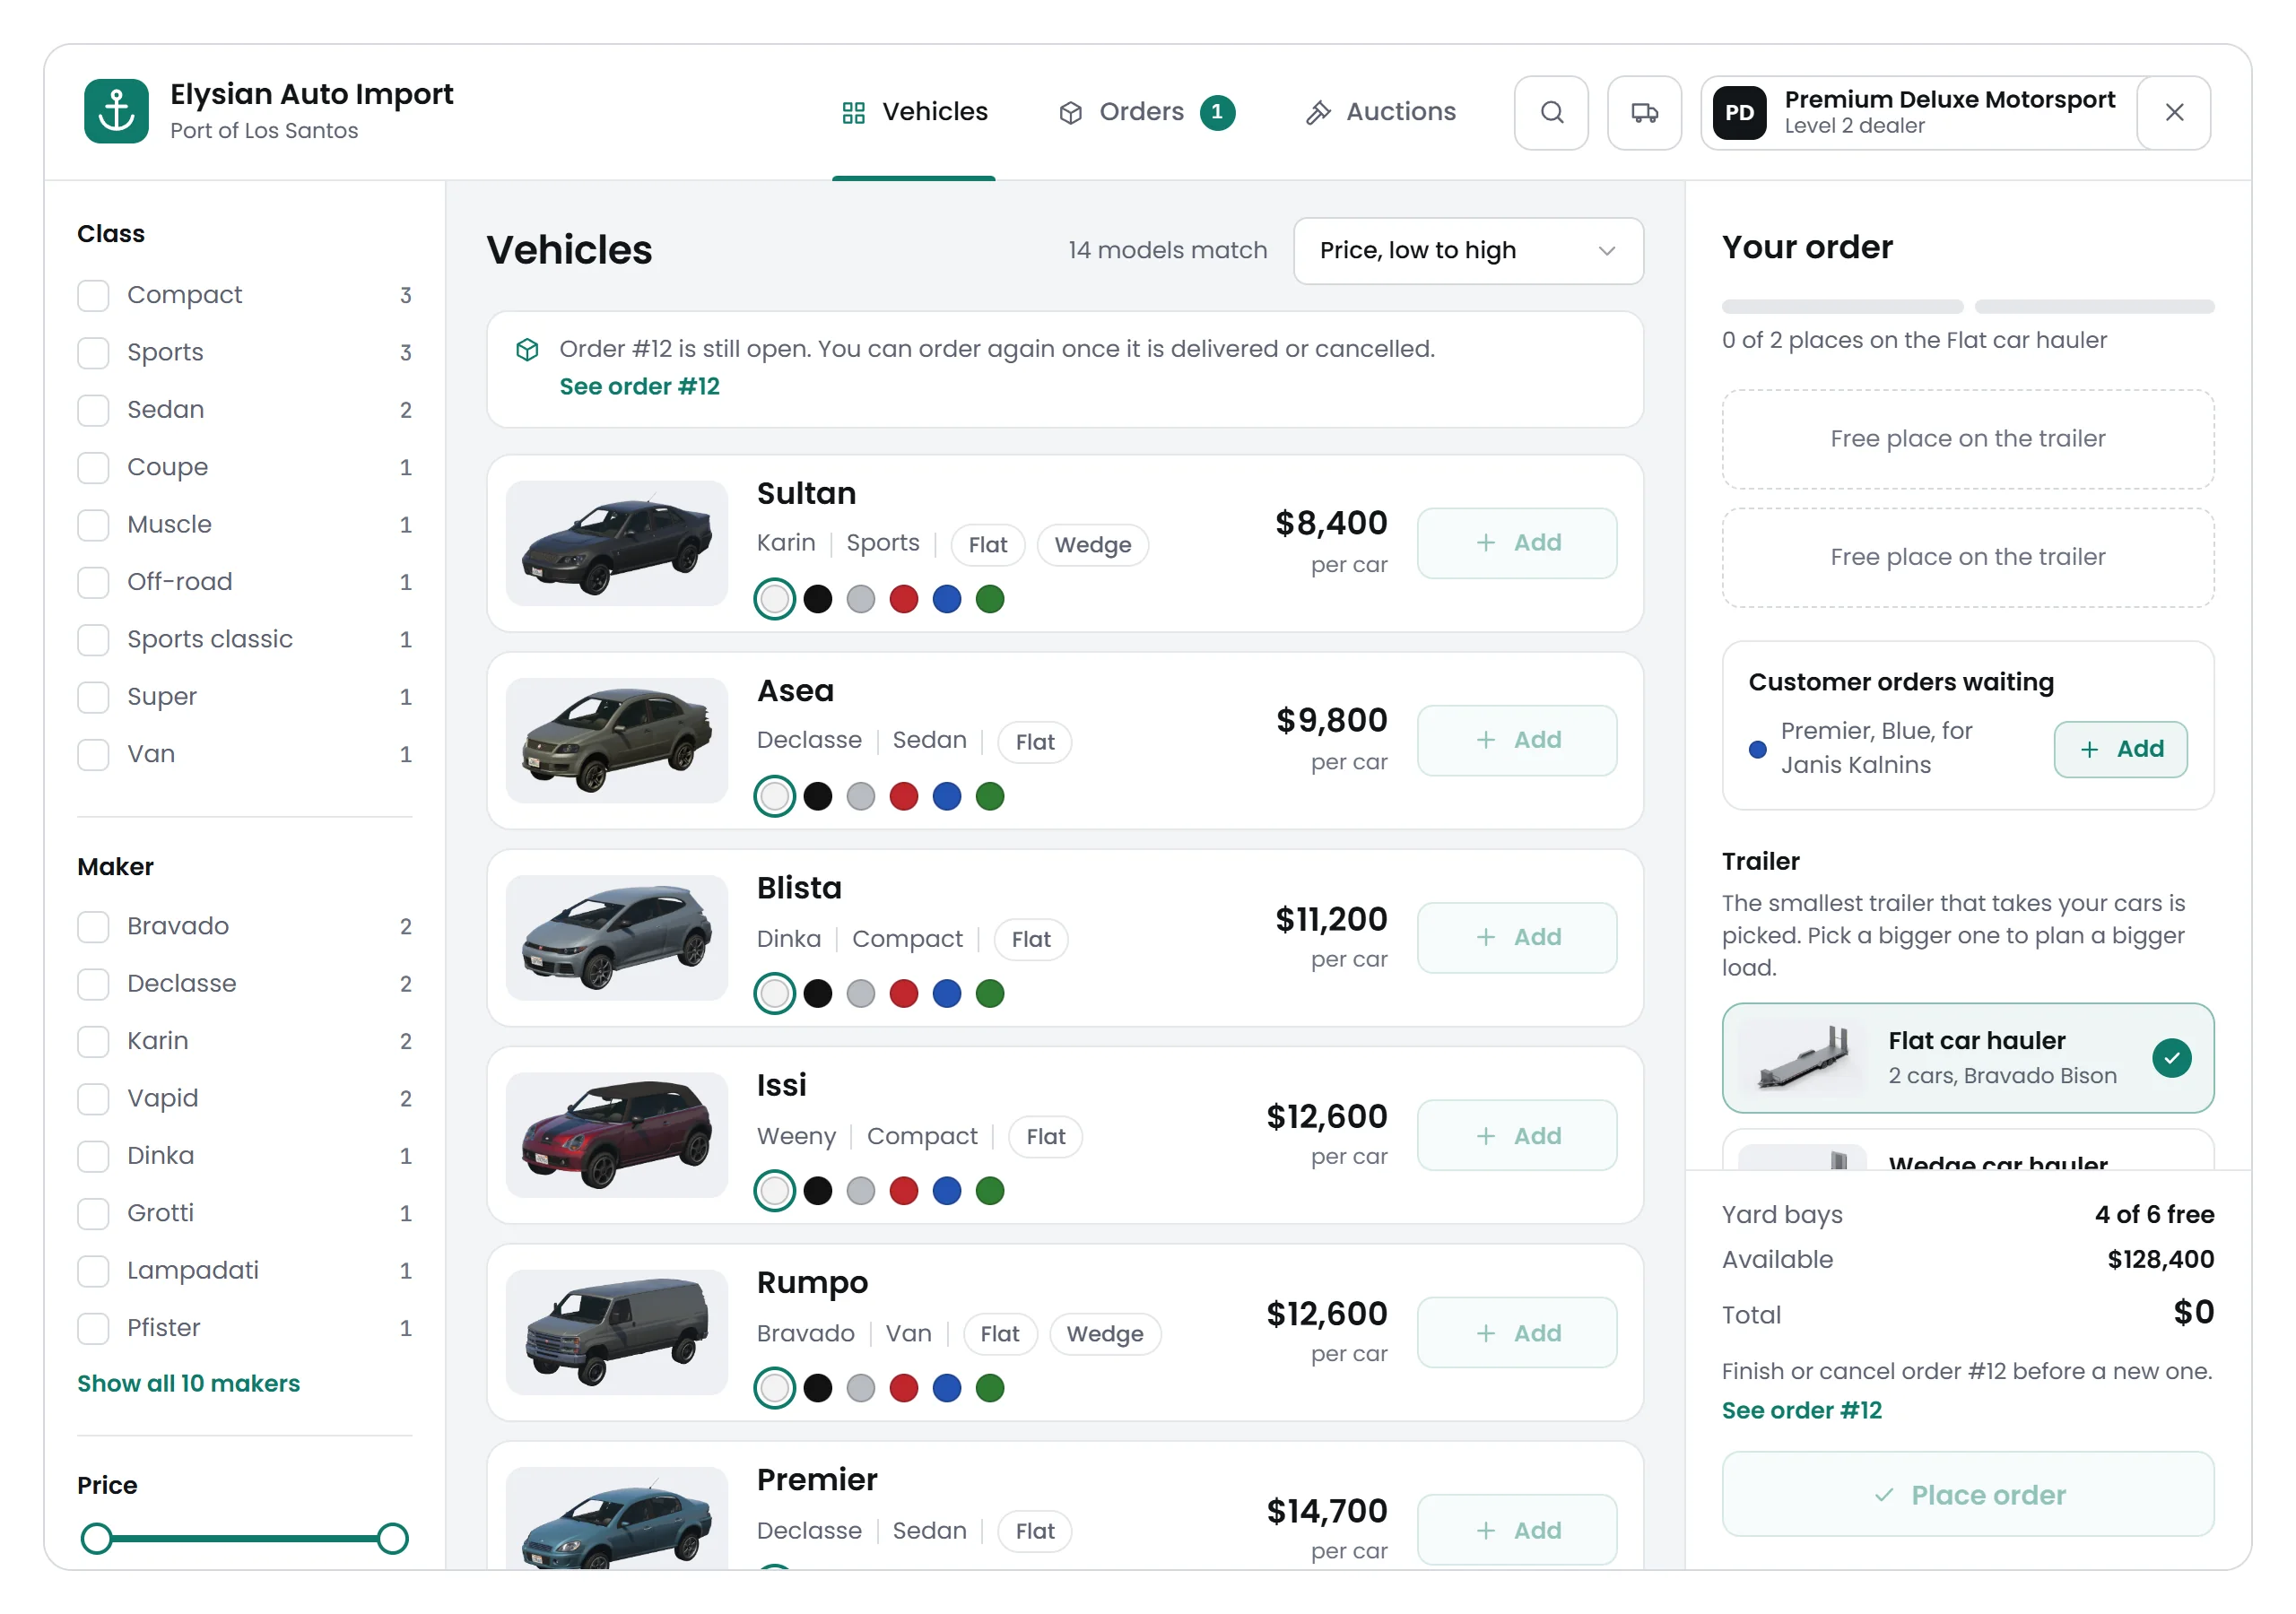 Elysian Auto Import
Port of Los Santos
Vehicles
Orders 1
Auctions
PD
Premium Deluxe Motorsport
Level 2 dealer
Class
Compact 3
Sports 3
Sedan 2
Coupe 1
Muscle 1
Off-road 1
Sports classic 1
Super 1
Van 1
Maker
Bravado 2
Declasse 2
Karin 2
Vapid 2
Dinka 1
Grotti 1
Lampadati 1
Pfister 1
Show all 10 makers
Price
Vehicles
14 models match
Price, low to high
Order #12 is still open. You can order again once it is delivered or cancelled.
See order #12
Sultan
Karin Sports Flat Wedge
$8,400
per car
Add
Asea
Declasse Sedan Flat
$9,800
per car
Add
Blista
Dinka Compact Flat
$11,200
per car
Add
Issi
Weeny Compact Flat
$12,600
per car
Add
Rumpo
Bravado Van Flat Wedge
$12,600
per car
Add
Premier
Declasse Sedan Flat
$14,700
per car
Add
Your order
0 of 2 places on the Flat car hauler
Free place on the trailer
Free place on the trailer
Customer orders waiting
Premier, Blue, for
Janis Kalnins
Add
Trailer
The smallest trailer that takes your cars is
picked. Pick a bigger one to plan a bigger
load.
Flat car hauler
2 cars, Bravado Bison
Wedge car hauler
Yard bays 4 of 6 free
Available $128,400
Total $0
Finish or cancel order #12 before a new one.
See order #12
Place order